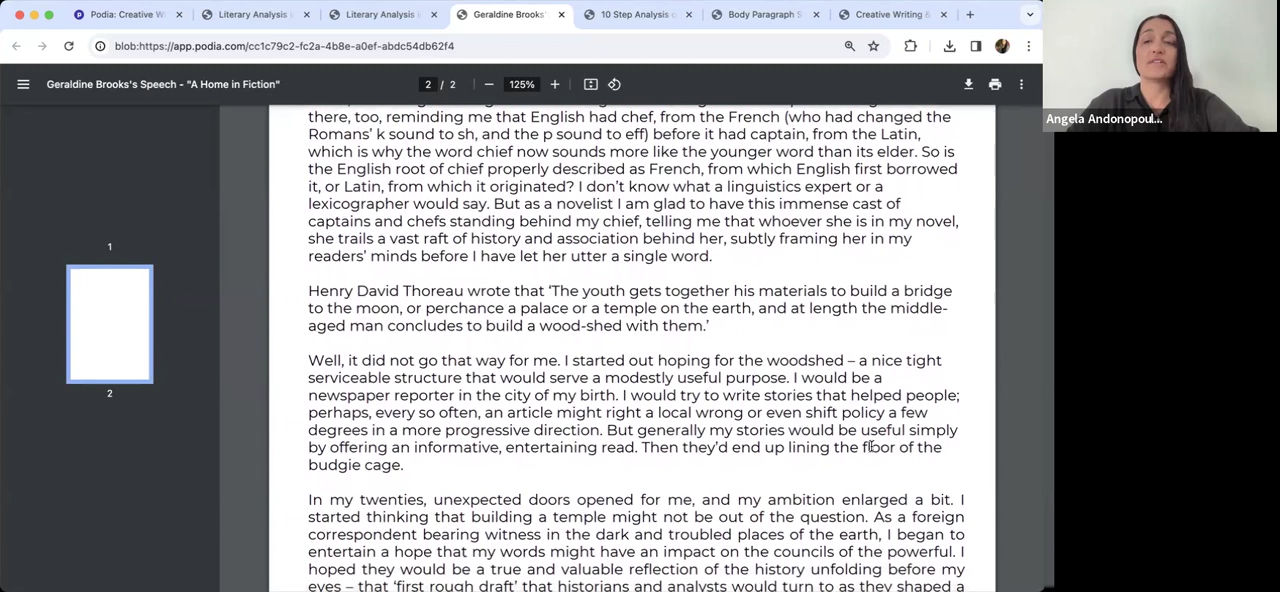 Podia: Creative W
Literary Analysis
Literary Analysis
Geraldine Brooks'
10 Step Analysis o
Body Paragraph S
Creative Writing &
blob:https://app.podia.com/cc1c79c2-fc2a-4b8e-a0ef-abdc54db62f4
Geraldine Brooks's Speech - "A Home in Fiction"
2 / 2
125%
Angela Andonopoul...
1
2
there, too, reminding me that English had chef, from the French (who had changed the
Romans' k sound to sh, and the p sound to eff) before it had captain, from the Latin,
which is why the word chief now sounds more like the younger word than its elder. So is
the English root of chief properly described as French, from which English first borrowed
it, or Latin, from which it originated? I don't know what a linguistics expert or a
lexicographer would say. But as a novelist I am glad to have this immense cast of
captains and chefs standing behind my chief, telling me that whoever she is in my novel,
she trails a vast raft of history and association behind her, subtly framing her in my
readers' minds before I have let her utter a single word.
Henry David Thoreau wrote that 'The youth gets together his materials to build a bridge
to the moon, or perchance a palace or a temple on the earth, and at length the middle-
aged man concludes to build a wood-shed with them.'
Well, it did not go that way for me. I started out hoping for the woodshed – a nice tight
serviceable structure that would serve a modestly useful purpose. I would be a
newspaper reporter in the city of my birth. I would try to write stories that helped people;
perhaps, every so often, an article might right a local wrong or even shift policy a few
degrees in a more progressive direction. But generally my stories would be useful simply
by offering an informative, entertaining read. Then they'd end up lining the floor of the
budgie cage.
In my twenties, unexpected doors opened for me, and my ambition enlarged a bit. I
started thinking that building a temple might not be out of the question. As a foreign
correspondent bearing witness in the dark and troubled places of the earth, I began to
entertain a hope that my words might have an impact on the councils of the powerful. I
hoped they would be a true and valuable reflection of the history unfolding before my
eyes – that 'first rough draft' that historians and analysts would turn to as they shaped a